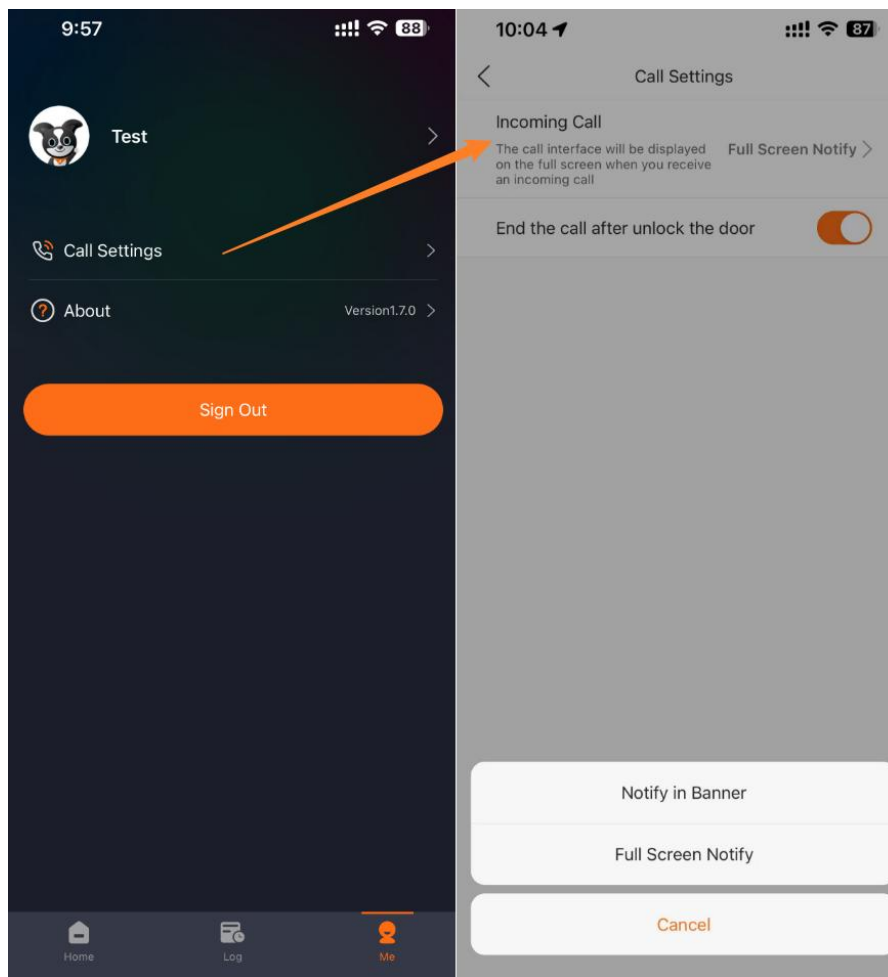 9:57
88
Test
Call Settings
About
Version1.7.0
Sign Out
Home
Log
Me
10:04
87
Call Settings
Incoming Call
The call interface will be displayed
on the full screen when you receive
an incoming call
Full Screen Notify
End the call after unlock the door
Notify in Banner
Full Screen Notify
Cancel